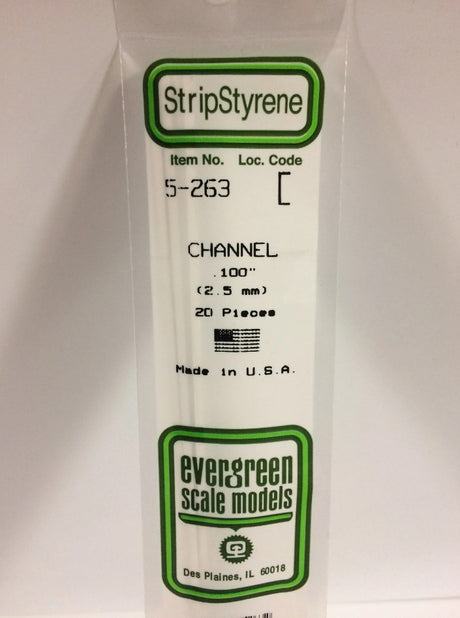 StripStyrene
Item No. Loc. Code
5-263 [
CHANNEL
.100"
(2.5 mm)
20 Pieces
Made in U.S.A.
evergreen
scale models
Des Plaines, IL 60018